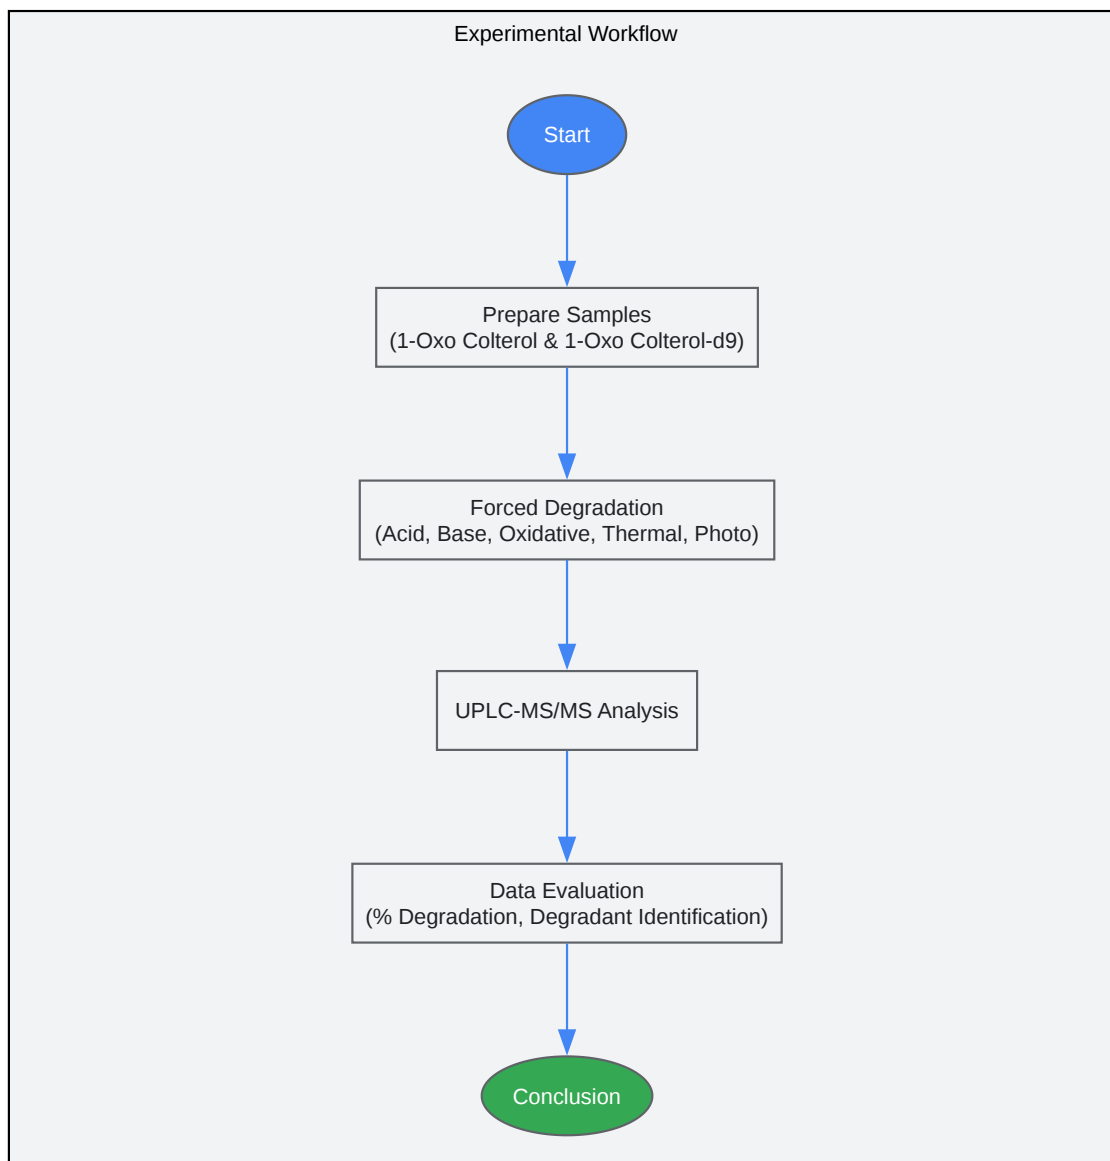 Experimental Workflow
Start
Prepare Samples
(1-Oxo Colterol & 1-Oxo Colterol-d9)
Forced Degradation
(Acid, Base, Oxidative, Thermal, Photo)
UPLC-MS/MS Analysis
Data Evaluation
(% Degradation, Degradant Identification)
Conclusion